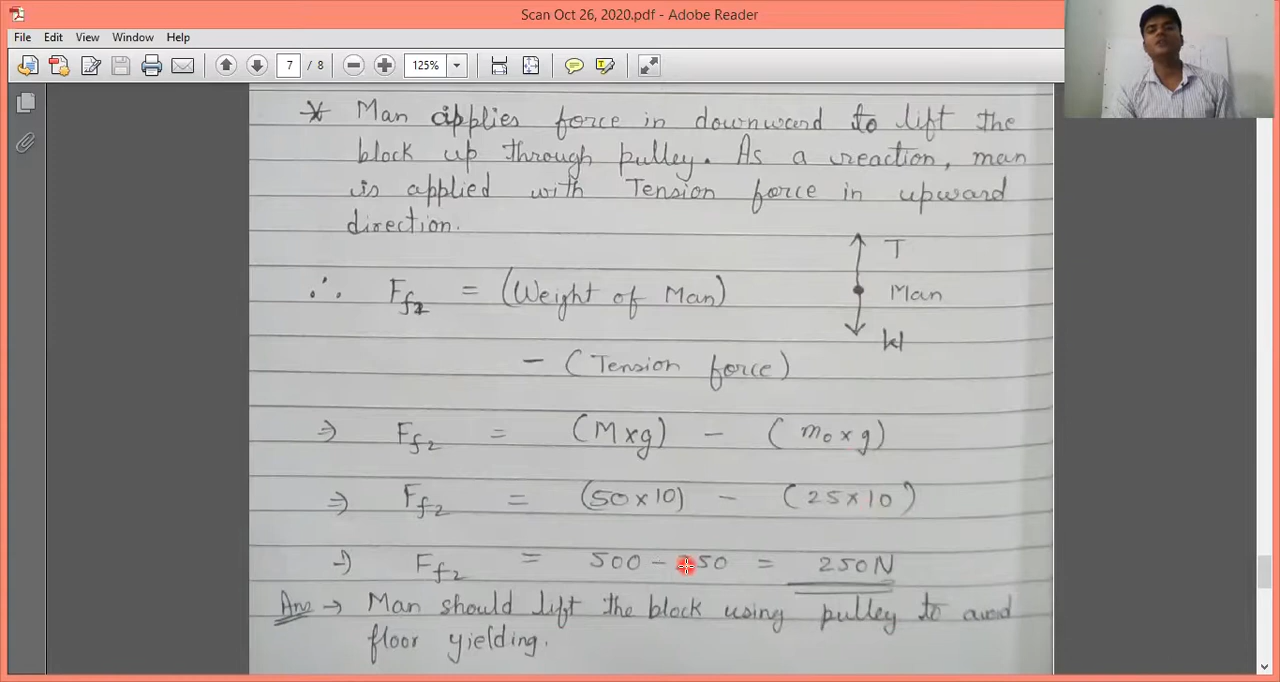 Scan Oct 26, 2020.pdf - Adobe Reader
File Edit View Window Help
7 / 8 125%
* Man applies force in downward to lift the
block up through pulley. As a reaction, man
is applied with Tension force in upward
direction.
T
∴ Ff2 = (Weight of Man)
Man
W
- (Tension force)
⇒ Ff2 = (M×g) - (m0×g)
⇒ Ff2 = (50×10) - (25×10)
⇒ Ff2 = 500 - 250 = 250N
Ans → Man should lift the block using pulley to avoid
floor yielding.